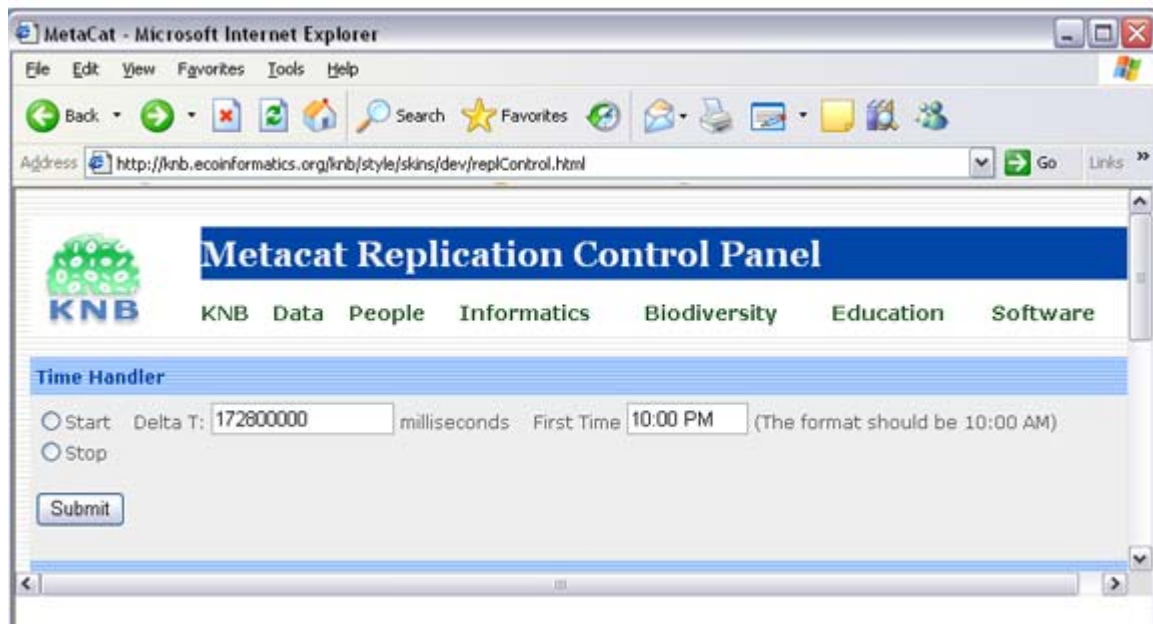 MetaCat - Microsoft Internet Explorer
File Edit View Favorites Tools Help
Back Search Favorites
Address http://knb.ecoinformatics.org/knb/style/skins/dev/replControl.html Go Links »
KNB
Metacat Replication Control Panel
KNB Data People Informatics Biodiversity Education Software
Time Handler
Start Delta T: 172800000 milliseconds First Time 10:00 PM (The format should be 10:00 AM)
Stop
Submit